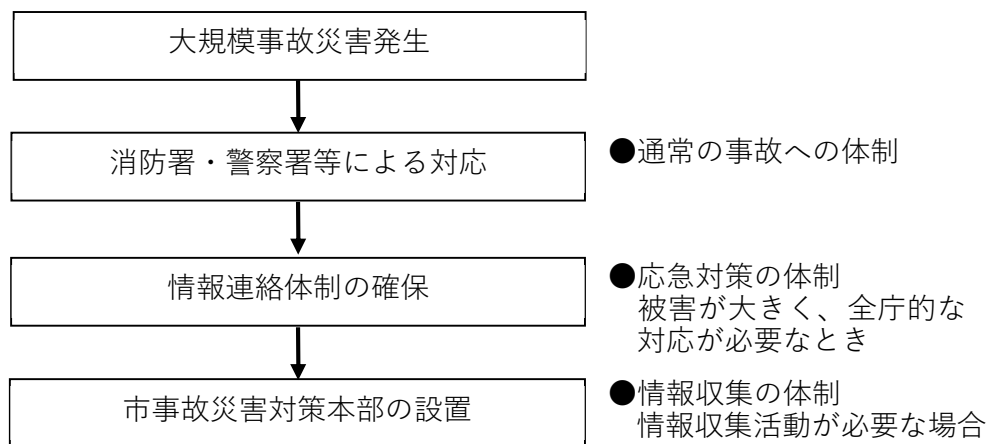 大規模事故災害発生
消防署・警察署等による対応
●通常の事故への体制
情報連絡体制の確保
●応急対策の体制
被害が大きく、全庁的な
対応が必要なとき
市事故災害対策本部の設置
●情報収集の体制
情報収集活動が必要な場合